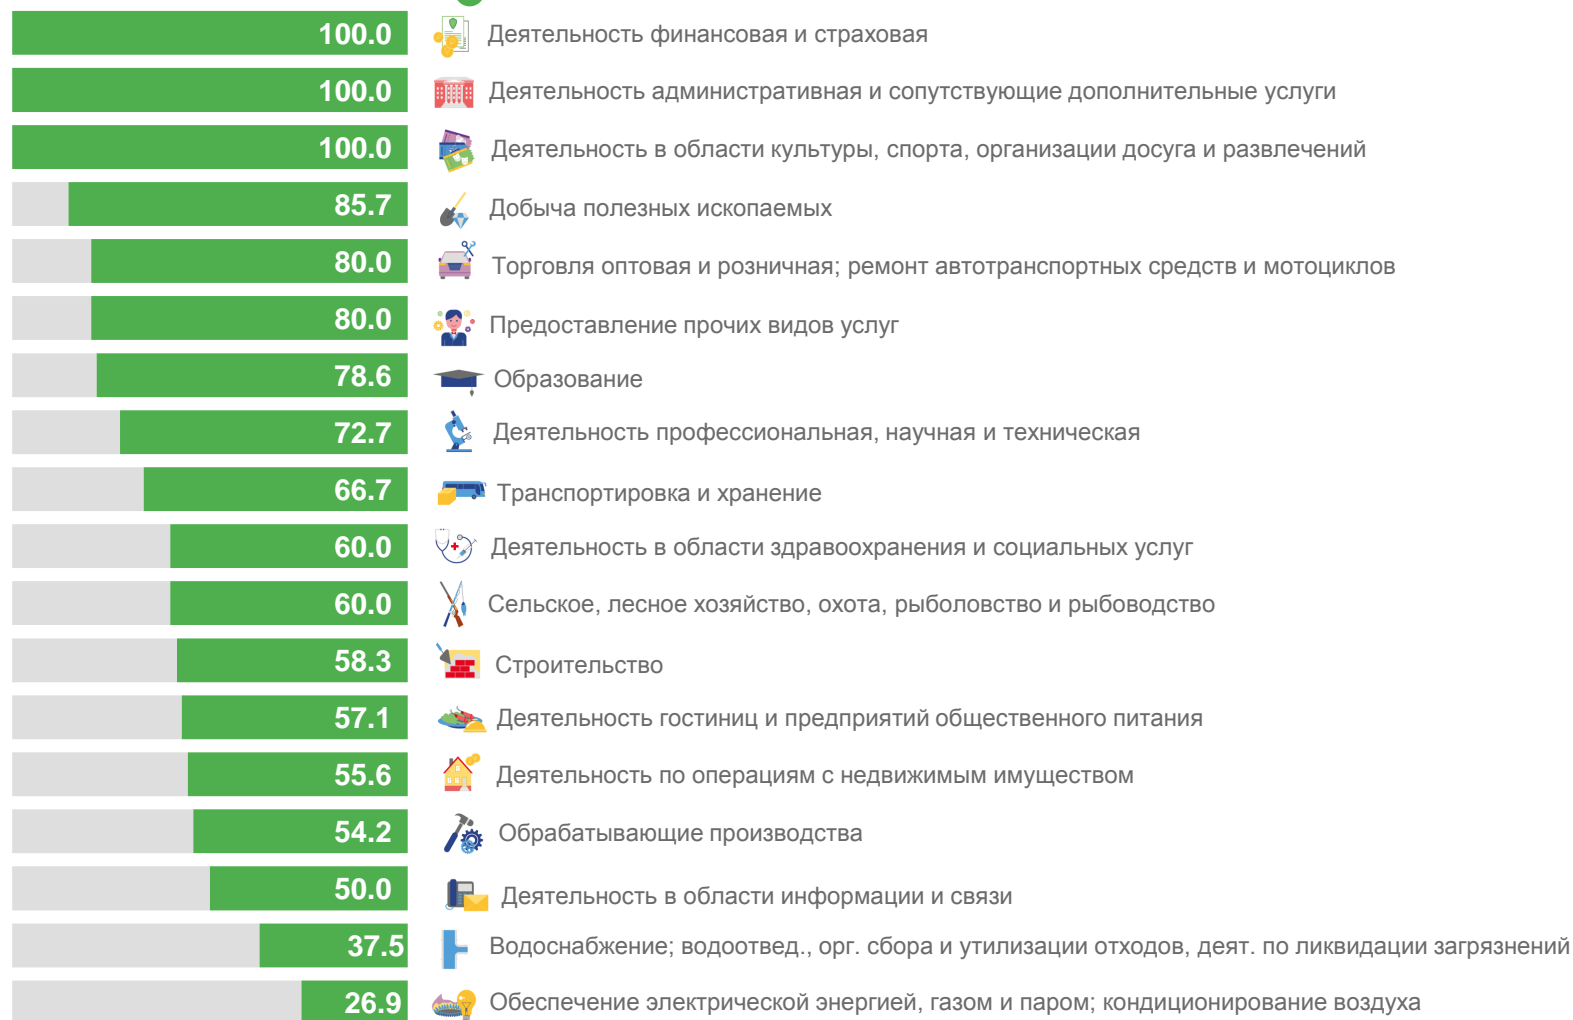 100.0 Деятельность финансовая и страховая
100.0 Деятельность административная и сопутствующие дополнительные услуги
100.0 Деятельность в области культуры, спорта, организации досуга и развлечений
85.7 Добыча полезных ископаемых
80.0 Торговля оптовая и розничная; ремонт автотранспортных средств и мотоциклов
80.0 Предоставление прочих видов услуг
78.6 Образование
72.7 Деятельность профессиональная, научная и техническая
66.7 Транспортировка и хранение
60.0 Деятельность в области здравоохранения и социальных услуг
60.0 Сельское, лесное хозяйство, охота, рыболовство и рыбоводство
58.3 Строительство
57.1 Деятельность гостиниц и предприятий общественного питания
55.6 Деятельность по операциям с недвижимым имуществом
54.2 Обрабатывающие производства
50.0 Деятельность в области информации и связи
37.5 Водоснабжение; водоотвед., орг. сбора и утилизации отходов, деят. по ликвидации загрязнений
26.9 Обеспечение электрической энергией, газом и паром; кондиционирование воздуха